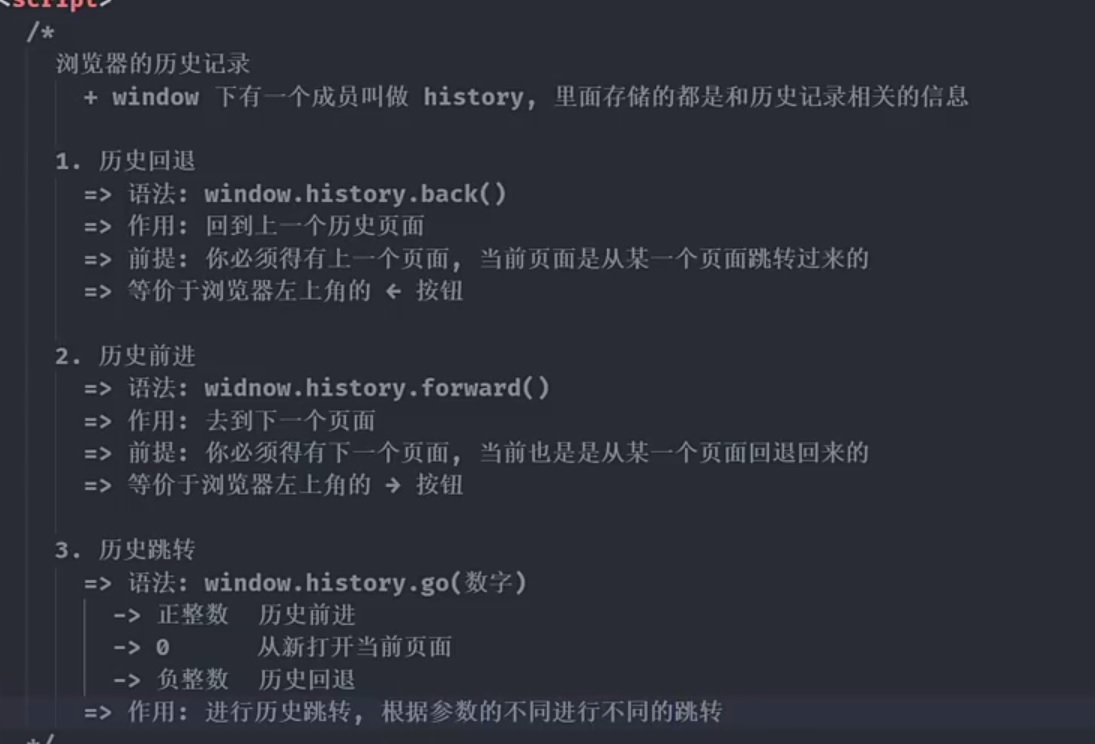 <script>
/*
浏览器的历史记录
+ window 下有一个成员叫做 history, 里面存储的都是和历史记录相关的信息
1. 历史回退
=> 语法: window.history.back()
=> 作用: 回到上一个历史页面
=> 前提: 你必须得有上一个页面, 当前页面是从某一个页面跳转过来的
=> 等价于浏览器左上角的 ← 按钮
2. 历史前进
=> 语法: widnow.history.forward()
=> 作用: 去到下一个页面
=> 前提: 你必须得有下一个页面, 当前也是是从某一个页面回退回来的
=> 等价于浏览器左上角的 → 按钮
3. 历史跳转
=> 语法: window.history.go(数字)
-> 正整数 历史前进
-> 0 从新打开当前页面
-> 负整数 历史回退
=> 作用: 进行历史跳转, 根据参数的不同进行不同的跳转
*/